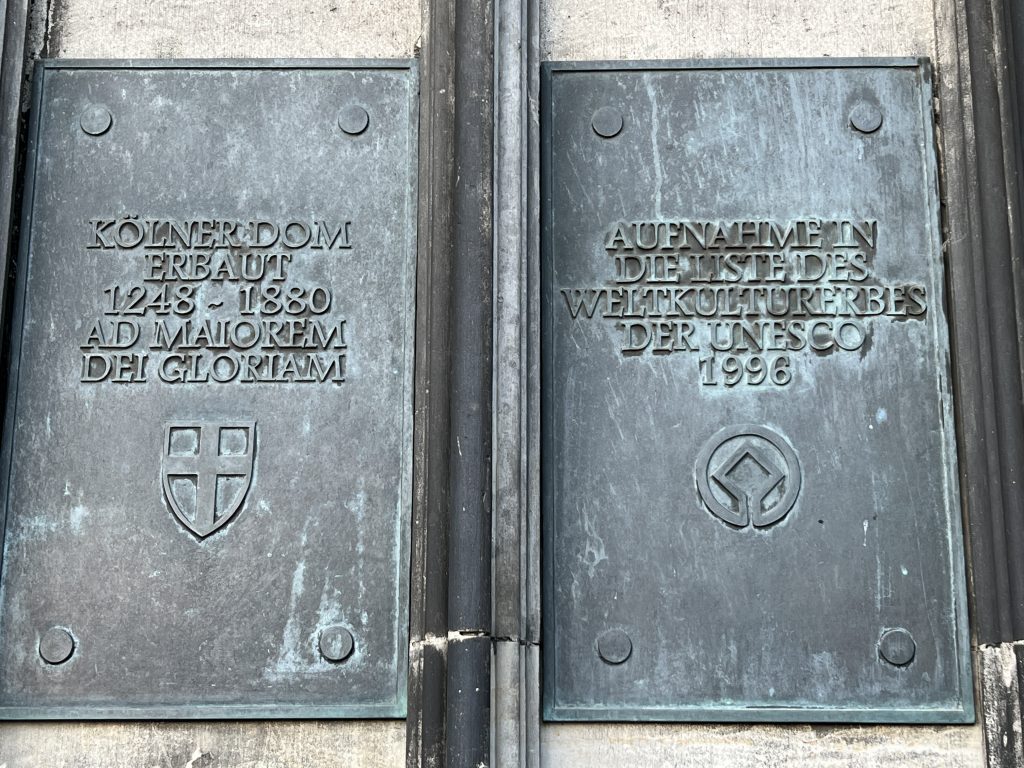 KÖLNER DOM
ERBAUT
1248 - 1880
AD MAIOREM
DEI GLORIAM
AUFNAHME IN
DIE LISTE DES
WELTKULTURERBES
DER UNESCO
1996